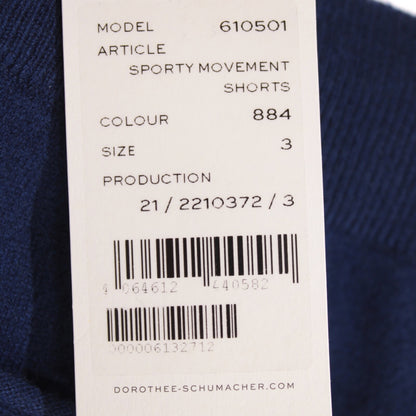 MODEL 610501
ARTICLE
SPORTY MOVEMENT
SHORTS
COLOUR 884
SIZE 3
PRODUCTION
21 / 2210372 / 3
4 064612 440582
000006132712
DOROTHEE-SCHUMACHER.COM